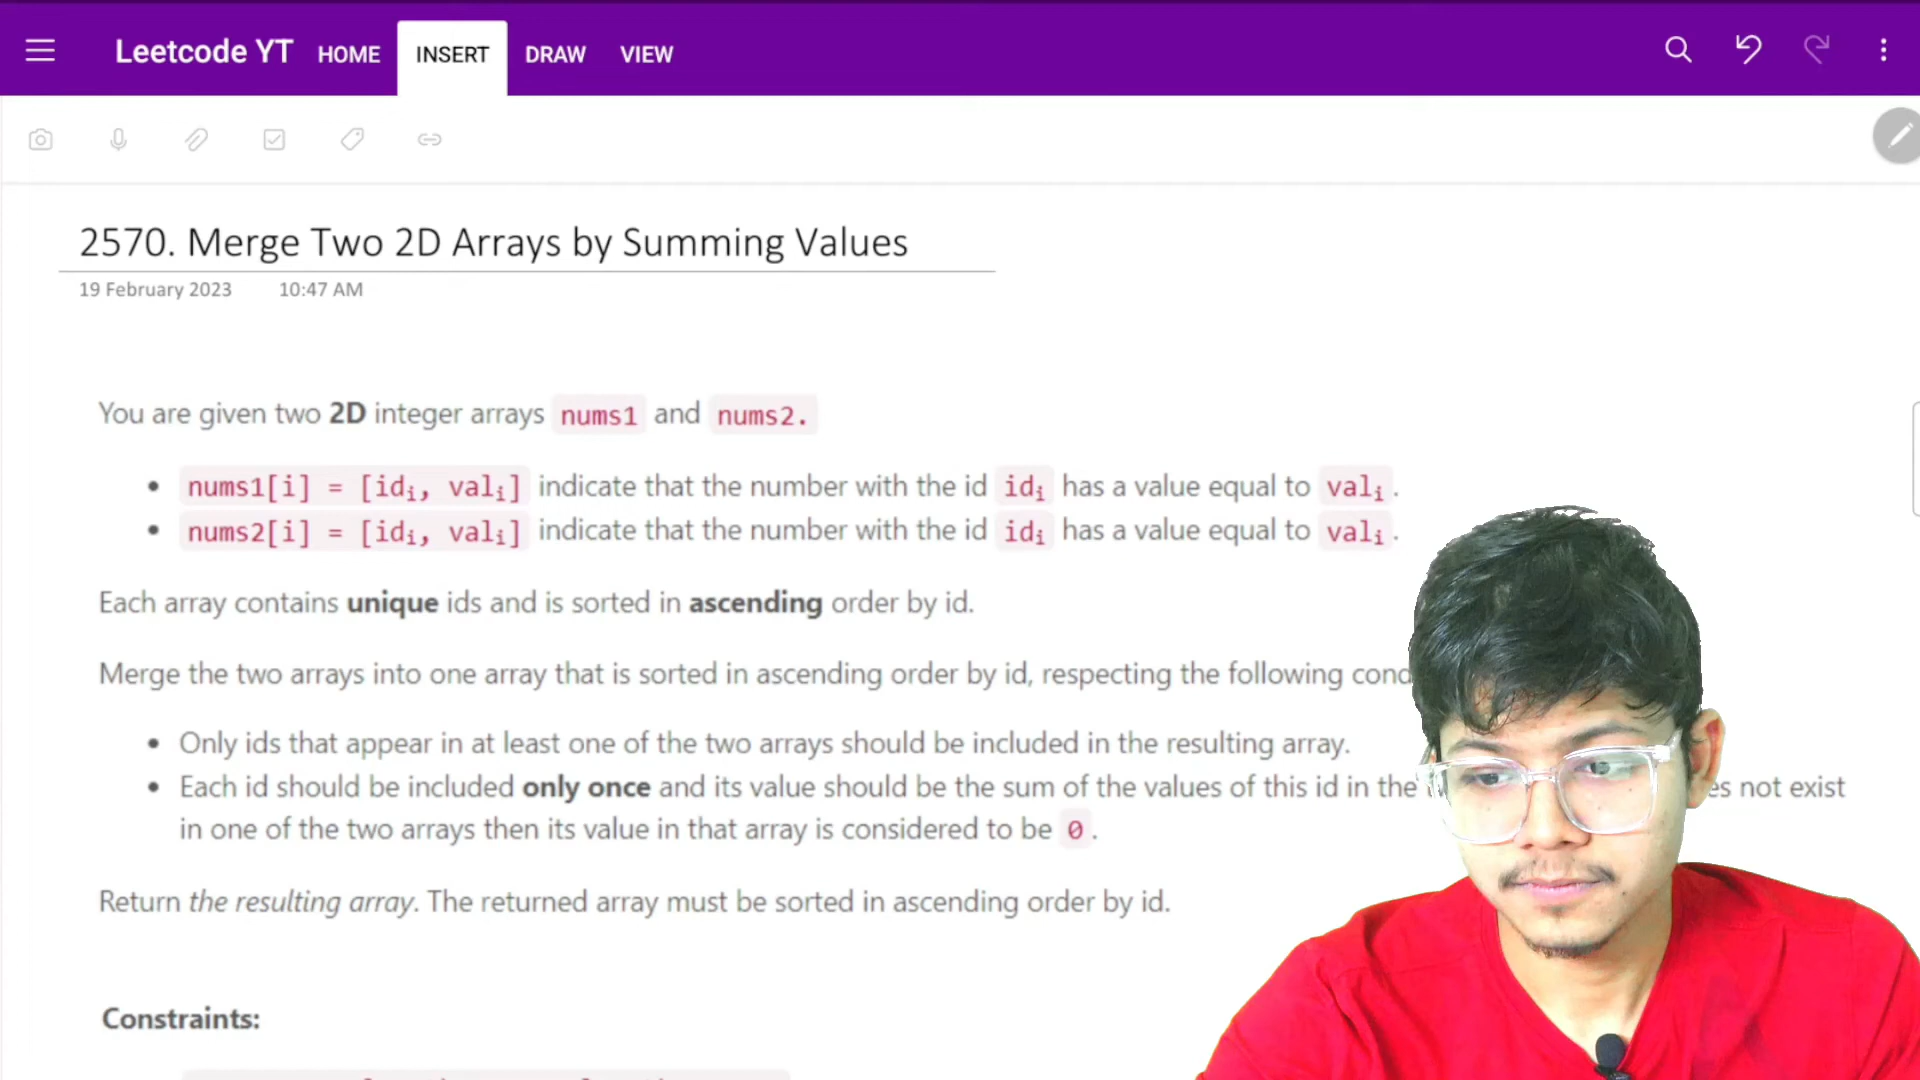 Leetcode YT HOME INSERT DRAW VIEW
2570. Merge Two 2D Arrays by Summing Values
19 February 2023 10:47 AM
You are given two 2D integer arrays nums1 and nums2.
• nums1[i] = [idᵢ, valᵢ] indicate that the number with the id idᵢ has a value equal to valᵢ.
• nums2[i] = [idᵢ, valᵢ] indicate that the number with the id idᵢ has a value equal to valᵢ.
Each array contains unique ids and is sorted in ascending order by id.
Merge the two arrays into one array that is sorted in ascending order by id, respecting the following
• Only ids that appear in at least one of the two arrays should be included in the resulting array.
• Each id should be included only once and its value should be the sum of the values of this id in the not exist
in one of the two arrays then its value in that array is considered to be 0.
Return the resulting array. The returned array must be sorted in ascending order by id.
Constraints: